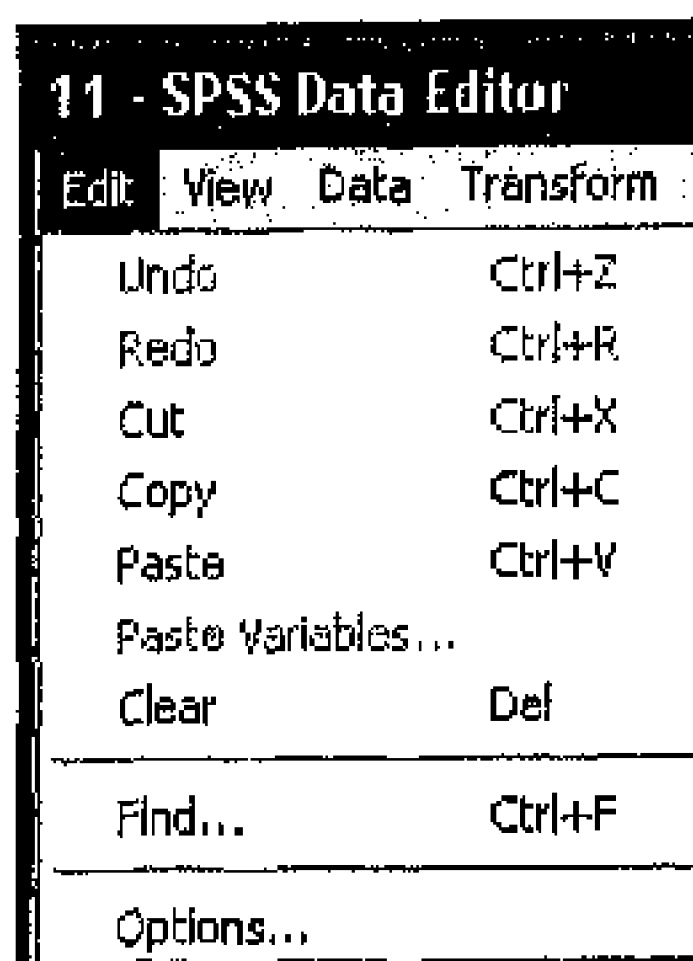 11 - SPSS Data Editor
Edit View Data Transform
Undo Ctrl+Z
Redo Ctrl+R
Cut Ctrl+X
Copy Ctrl+C
Paste Ctrl+V
Paste Variables...
Clear Del
Find... Ctrl+F
Options...